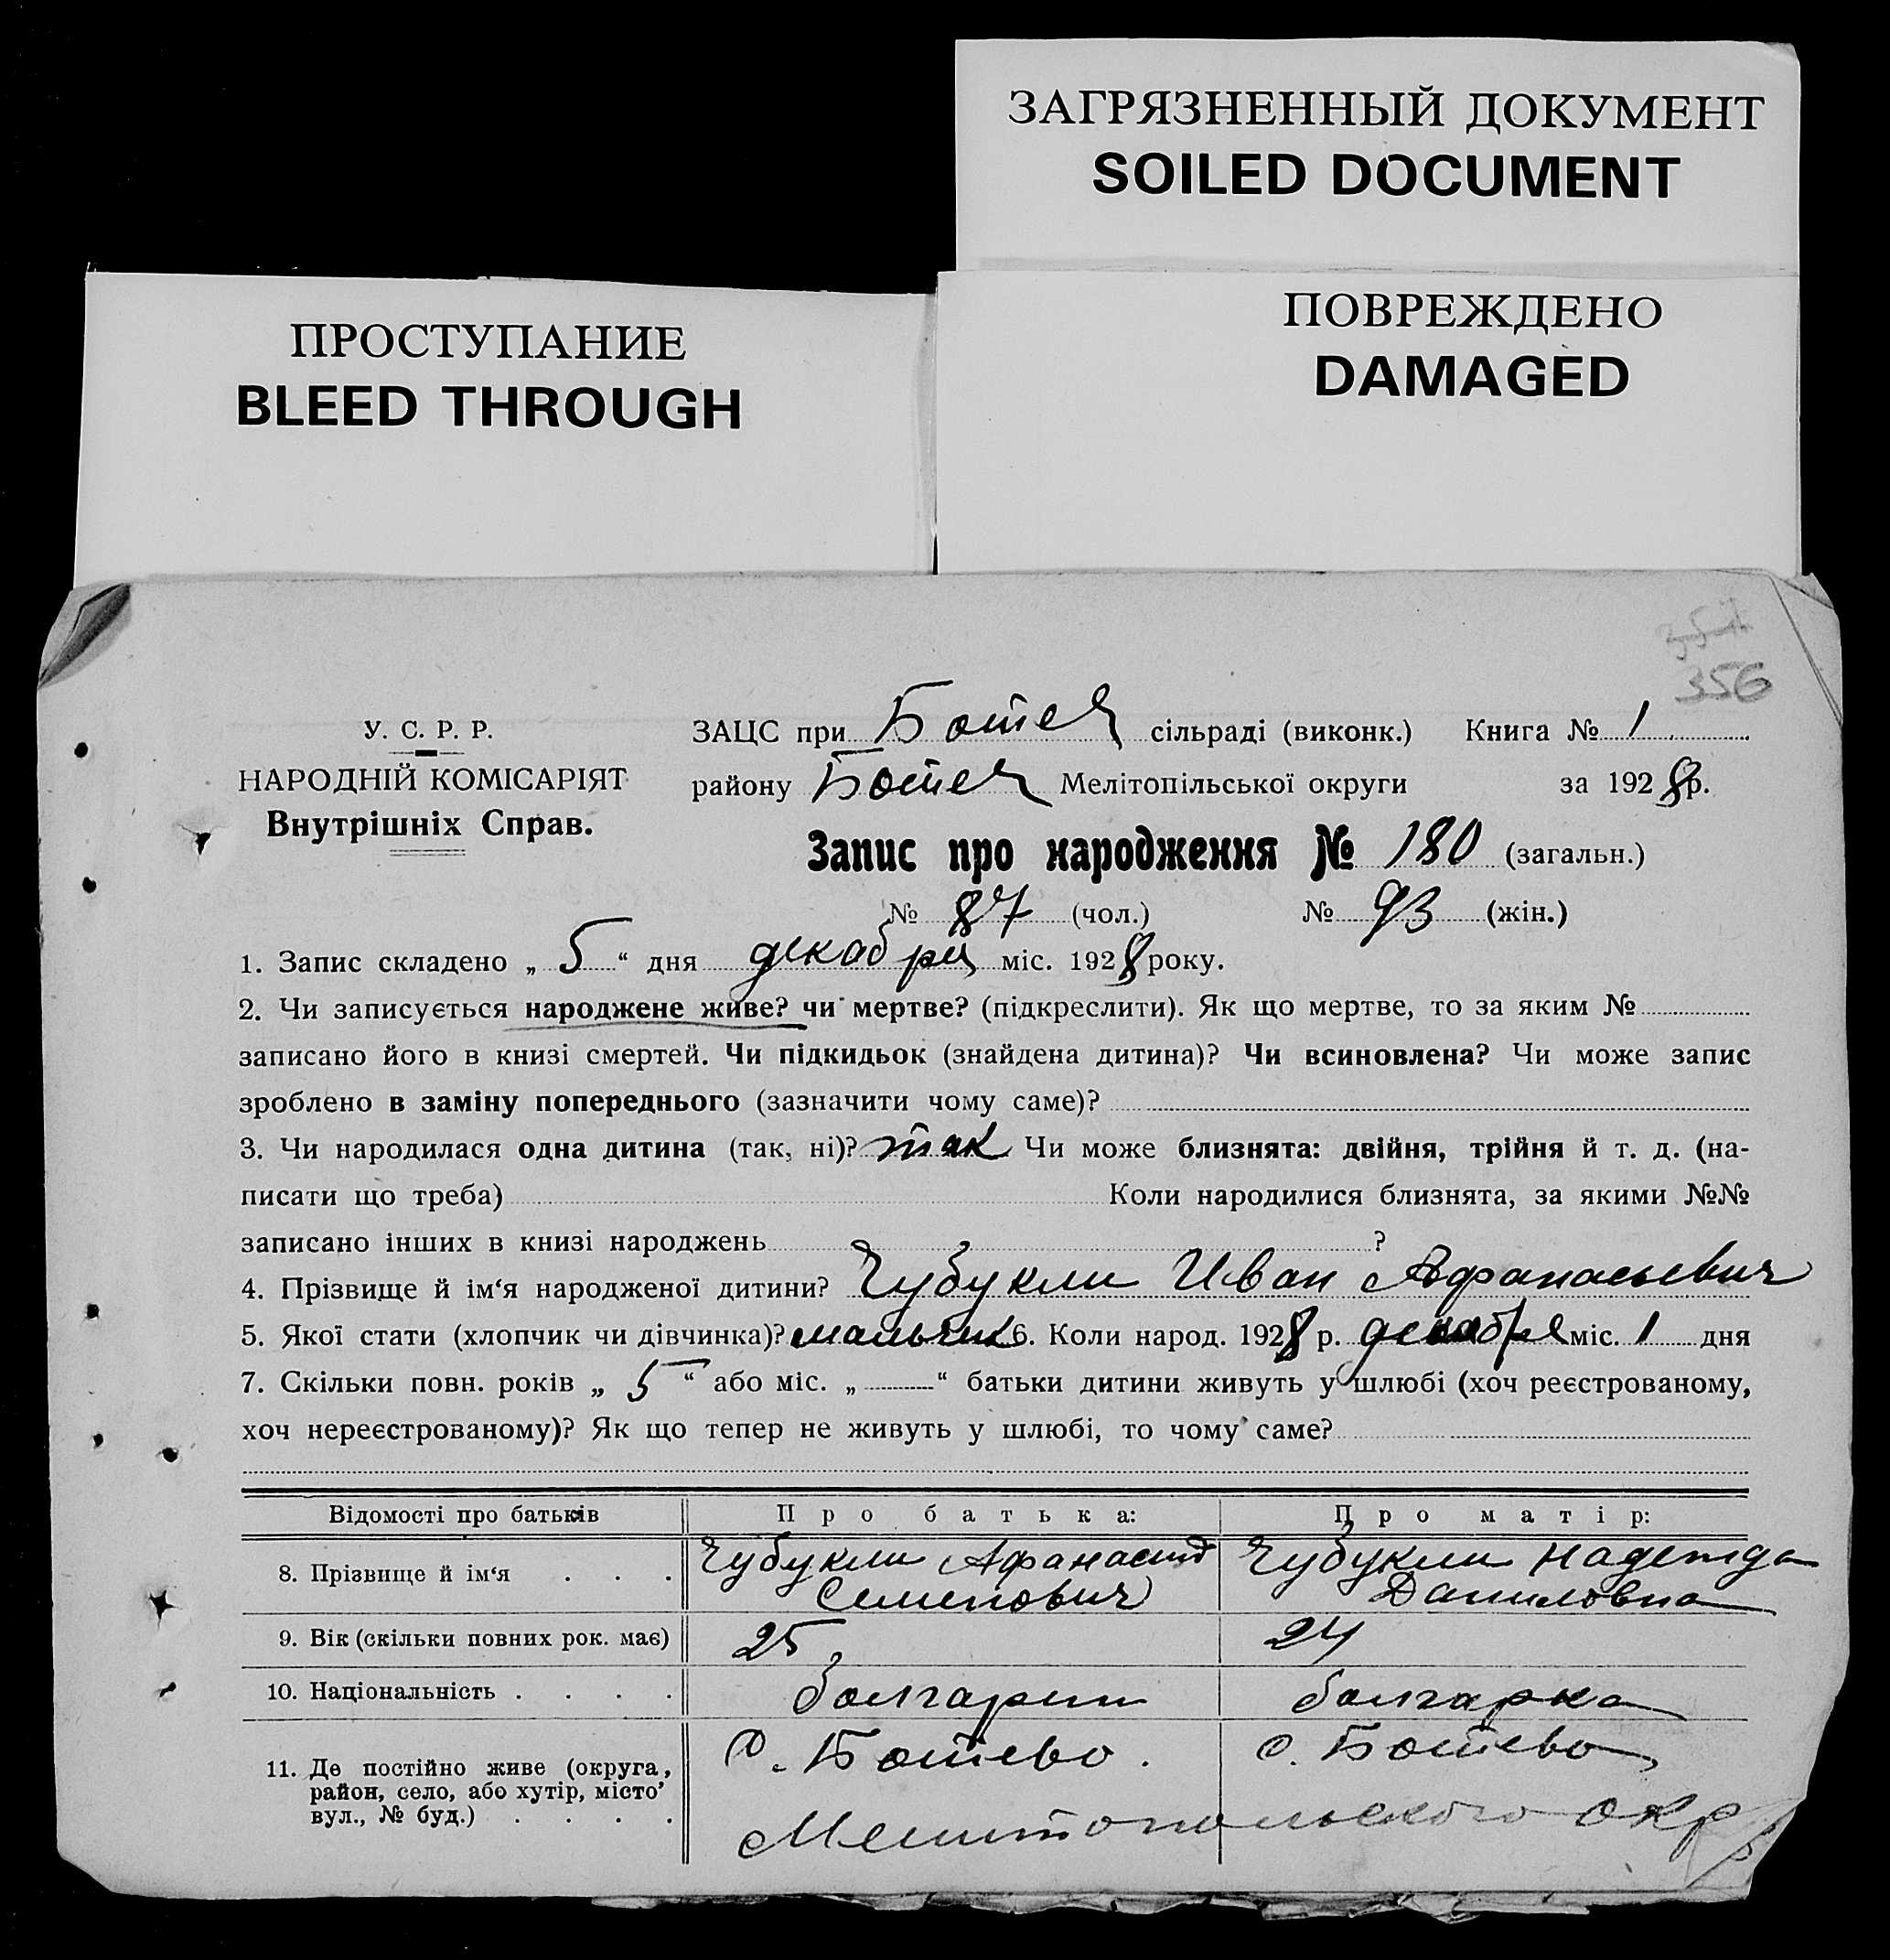 ЗАГРЯЗНЕННЫЙ ДОКУМЕНТ
SOILED DOCUMENT
ПРОСТУПАНИЕ
BLEED THROUGH
ПОВРЕЖДЕНО
DAMAGED
356
У. С. Р. Р.
НАРОДНІЙ КОМІСАРІЯТ
Внутрішніх Справ.
ЗАЦС при Ботев сільраді (виконк.) Книга № 1
району Ботев Мелітопільської округи за 1928 р.
Запис про народження № 180 (загальн.)
№ 87 (чол.) № 93 (жін.)
1. Запис складено „ 5 “ дня декабря міс. 1928 року.
2. Чи записується народжене живе? чи мертве? (підкреслити). Як що мертве, то за яким №
записано його в книзі смертей. Чи підкидьок (знайдена дитина)? Чи всиновлена? Чи може запис
зроблено в заміну попереднього (зазначити чому саме)?
3. Чи народилася одна дитина (так, ні)? так Чи може близнята: двійня, трійня й т. д. (на-
писати що треба) Коли народилися близнята, за якими №№
записано інших в книзі народжень ?
4. Прізвище й ім‘я народженої дитини? Чубукли Иван Афанасьевич
5. Якої стати (хлопчик чи дівчинка)? мальчик 6. Коли народ. 1928 р. декабря міс. 1 дня
7. Скільки повн. років „ 5 “ або міс. „ “ батьки дитини живуть у шлюбі (хоч реєстрованому,
хоч нереєстрованому)? Як що тепер не живуть у шлюбі, то чому саме?
Відомості про батьків Про батька: Про матір:
8. Прізвище й ім‘я . . . Чубукли Афанасий Семенович Чубукли Надежда Даниловна
9. Вік (скільки повних рок. має) 25 24
10. Національність . . . . болгарин болгарка
11. Де постійно живе (округа, район, село, або хутір, місто’ вул., № буд.) . . . . с. Ботево. с. Ботево,
Мелитопольского окр